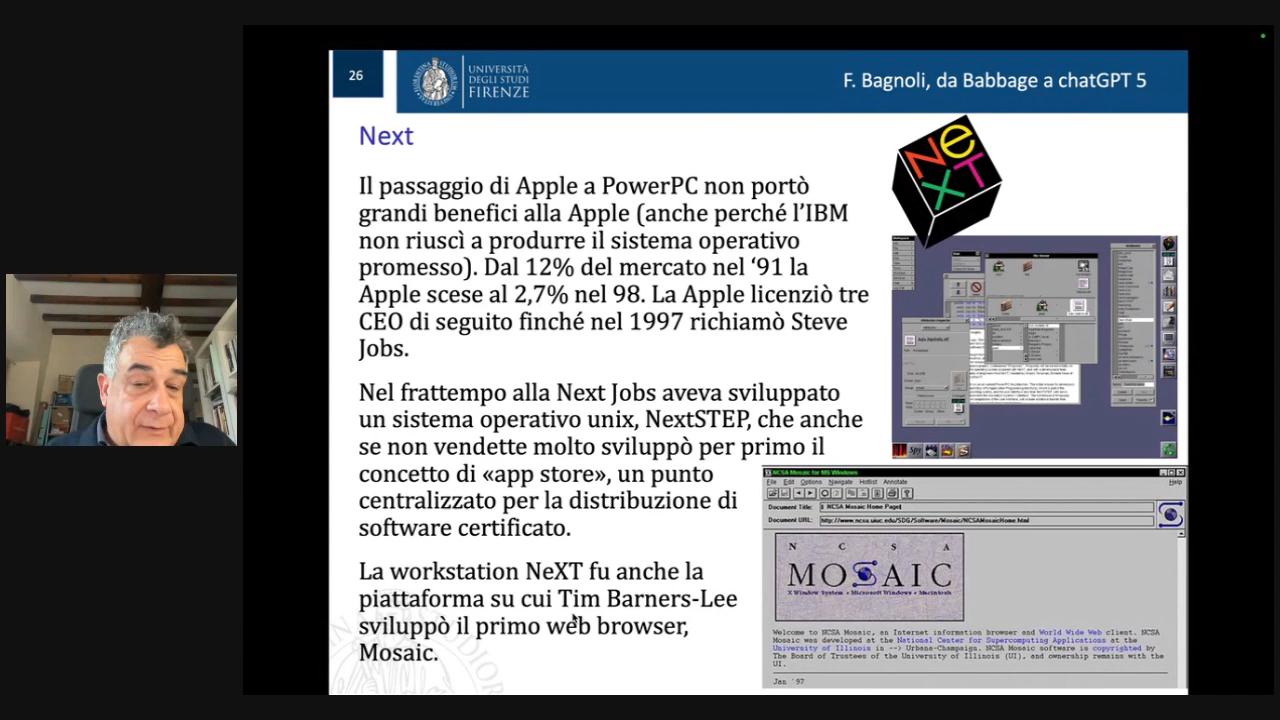 26
UNIVERSITÀ
DEGLI STUDI
FIRENZE
F. Bagnoli, da Babbage a chatGPT 5
Next
NeXT
Il passaggio di Apple a PowerPC non portò
grandi benefici alla Apple (anche perché l’IBM
non riuscì a produrre il sistema operativo
promesso). Dal 12% del mercato nel ‘91 la
Apple scese al 2,7% nel 98. La Apple licenziò tre
CEO di seguito finché nel 1997 richiamò Steve
Jobs.
Nel frattempo alla Next Jobs aveva sviluppato
un sistema operativo unix, NextSTEP, che anche
se non vendette molto sviluppò per primo il
concetto di «app store», un punto
centralizzato per la distribuzione di
software certificato.
La workstation NeXT fu anche la
piattaforma su cui Tim Barners-Lee
sviluppò il primo web browser,
Mosaic.
NCSA Mosaic for MS Windows
File Edit Options Navigate Hotlist Annotate Help
Document Title: NCSA Mosaic Home Page
Document URL: http://www.ncsa.uiuc.edu/SDG/Software/Mosaic/NCSAMosaicHome.html
N C S A
MOSAIC
X Window System • Microsoft Windows • Macintosh
Welcome to NCSA Mosaic, an Internet information browser and World Wide Web client. NCSA
Mosaic was developed at the National Center for Supercomputing Applications at the
University of Illinois in --> Urbana-Champaign. NCSA Mosaic software is copyrighted by
The Board of Trustees of the University of Illinois (UI), and ownership remains with the
UI.
Jan '97